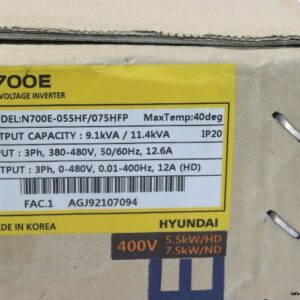 700E
VOLTAGE INVERTER
DEL:N700E-055HF/075HFP MaxTemp:40deg
TPUT CAPACITY : 9.1kVA / 11.4kVA IP20
PUT : 3Ph, 380-480V, 50/60Hz, 12.6A
TPUT : 3Ph, 0-480V, 0.01-400Hz, 12A (HD)
FAC.1 AGJ92107094
DE IN KOREA HYUNDAI
400V 5.5kW/HD
7.5kW/ND